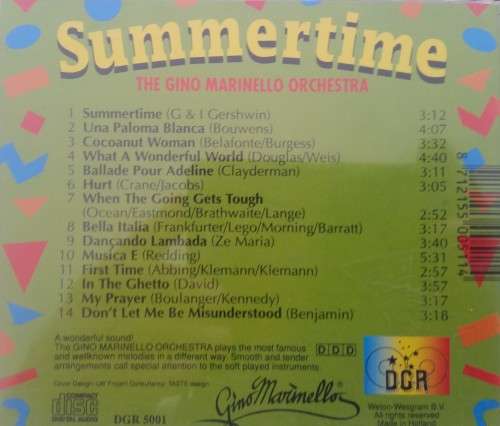 Summertime
THE GINO MARINELLO ORCHESTRA
1 Summertime (G & I Gershwin) 3:12
2 Una Paloma Blanca (Bouwens) 4:07
3 Cocoanut Woman (Belafonte/Burgess) 3:32
4 What A Wonderful World (Douglas/Weis) 4:40
5 Ballade Pour Adeline (Clayderman) 3:11
6 Hurt (Crane/Jacobs) 3:05
7 When The Going Gets Tough
(Ocean/Eastmond/Brathwaite/Lange) 2:52
8 Bella Italia (Frankfurter/Lego/Morning/Barratt) 3:17
9 Dançando Lambada (Ze Maria) 3:40
10 Musica E (Redding) 5:31
11 First Time (Abbing/Klemann/Klemann) 2:57
12 In The Ghetto (David) 3:57
13 My Prayer (Boulanger/Kennedy) 3:17
14 Don't Let Me Be Misunderstood (Benjamin) 3:18
8 712155 005114
A wonderful sound!
The GINO MARINELLO ORCHESTRA plays the most famous
and wellknown melodies in a different way. Smooth and tender
arrangements call special attention to the soft played instruments.
DDD
COMPACT
disc
DIGITAL AUDIO
DGR 5001
Gino Marinello
DGR
Weton-Wesgram B.V.
All rights reserved
Made in Holland